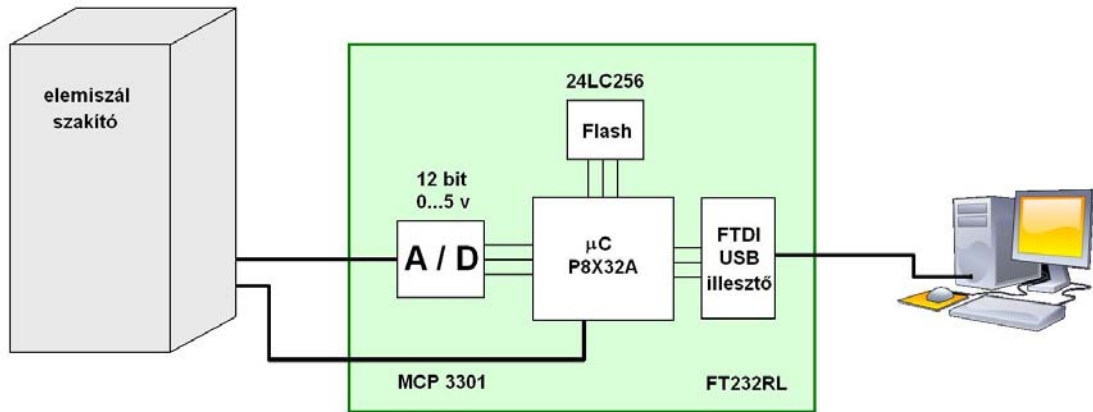 elemiszál
szakító
24LC256
Flash
12 bit
0...5 v
A / D
µC
P8X32A
FTDI
USB
illesztő
MCP 3301
FT232RL